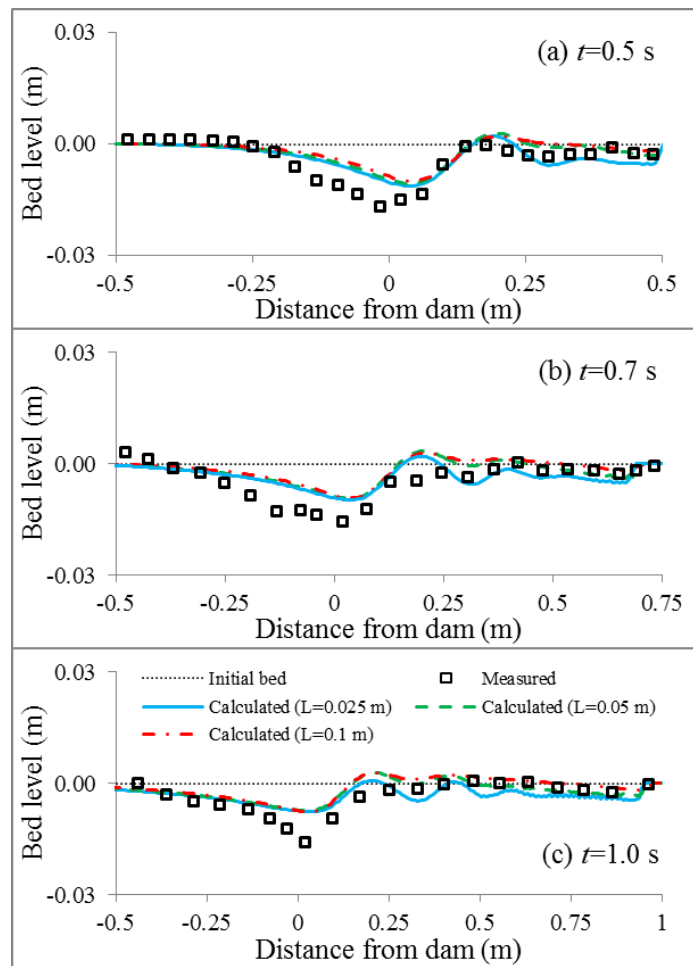 (a) t=0.5 s
Bed level (m)
0.03
0.00
-0.03
-0.5
-0.25
0
0.25
0.5
Distance from dam (m)
(b) t=0.7 s
Bed level (m)
0.03
0.00
-0.03
-0.5
-0.25
0
0.25
0.5
0.75
Distance from dam (m)
Initial bed
Measured
Calculated (L=0.025 m)
Calculated (L=0.05 m)
Calculated (L=0.1 m)
Bed level (m)
0.03
0.00
-0.03
(c) t=1.0 s
-0.5
-0.25
0
0.25
0.5
0.75
1
Distance from dam (m)